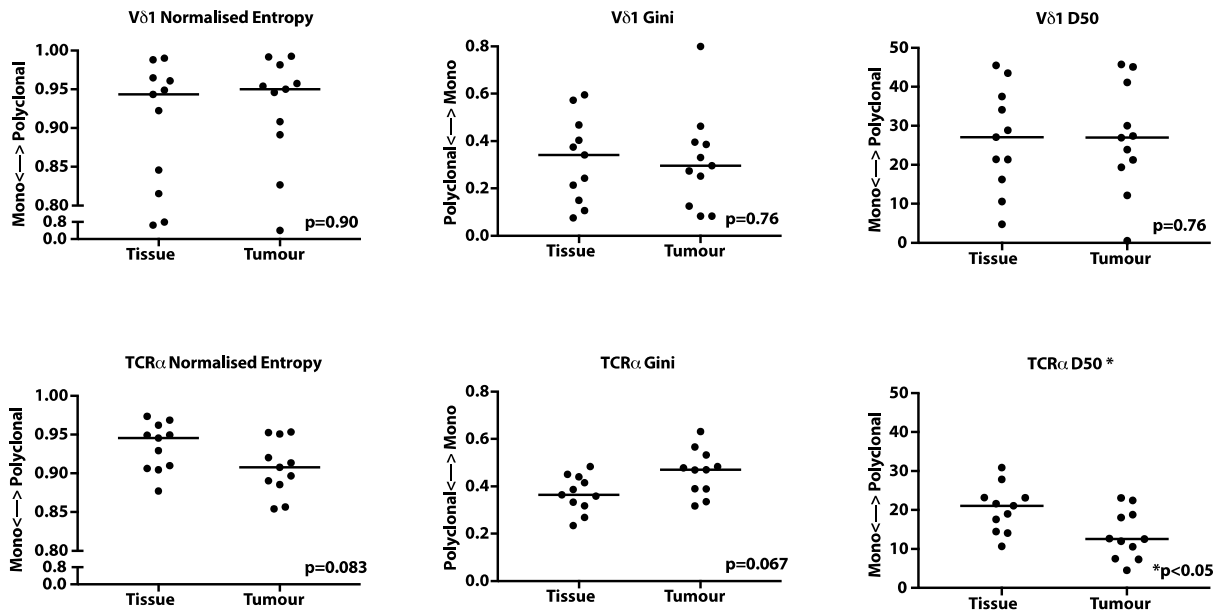 Vδ1 Normalised Entropy
Mono<—> Polyclonal
1.00
0.95
0.90
0.85
0.80
0.8
0.0
p=0.90
Tissue
Tumour
Vδ1 Gini
Polyclonal<—> Mono
0.8
0.6
0.4
0.2
0.0
p=0.76
Tissue
Tumour
Vδ1 D50
Mono<—> Polyclonal
50
40
30
20
10
0
p=0.76
Tissue
Tumour
TCRα Normalised Entropy
Mono<—> Polyclonal
1.00
0.95
0.90
0.85
0.80
0.8
0.0
p=0.083
Tissue
Tumour
TCRα Gini
Polyclonal<—> Mono
0.8
0.6
0.4
0.2
0.0
p=0.067
Tissue
Tumour
TCRα D50 *
Mono<—> Polyclonal
50
40
30
20
10
0
*p<0.05
Tissue
Tumour